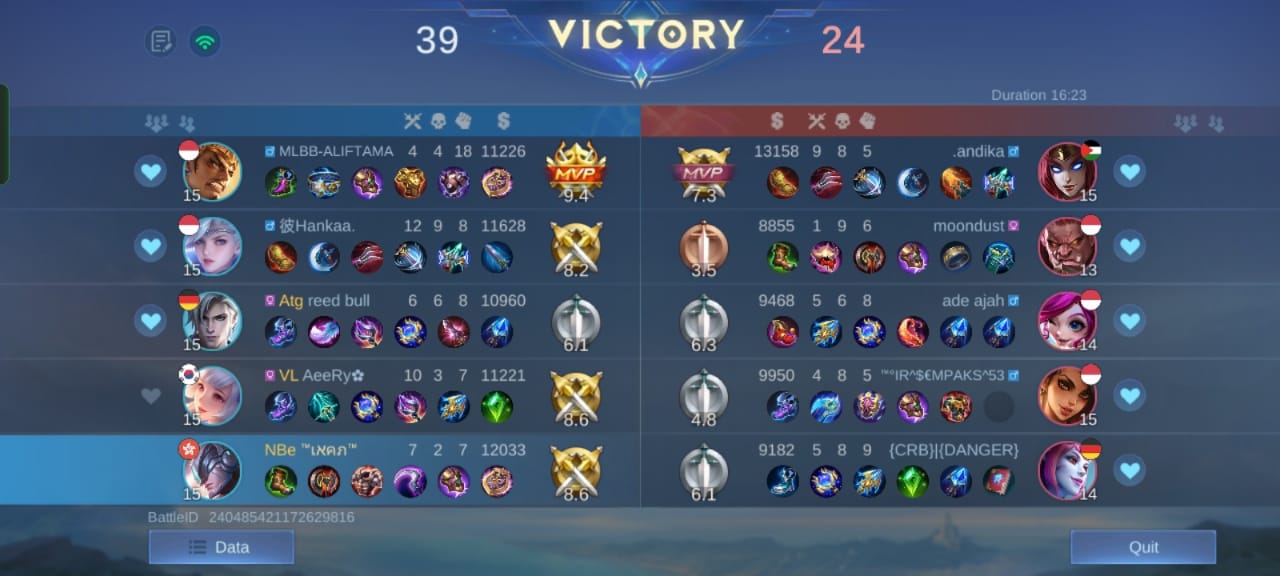 39 VICTORY 24
Duration 16:23
MLBB-ALIFTAMA 4 4 18 11226 MVP 9.4 15
MVP 7.3 13158 9 8 5 .andika 15
彼Hankaa. 12 9 8 11628 8.2 15
3.5 8855 1 9 6 moondust 13
Atg reed bull 6 6 8 10960 6.1 15
6.3 9468 5 6 8 ade ajah 14
VL AeeRy✿ 10 3 7 11221 8.6 15
4.8 9950 4 8 5 ™°IR^$€MPAKS^53 15
NBe ™เאคภ™ 7 2 7 12033 8.6 15
6.1 9182 5 8 9 {CRB}|{DANGER} 14
BattleID 240485421172629816
Data
Quit